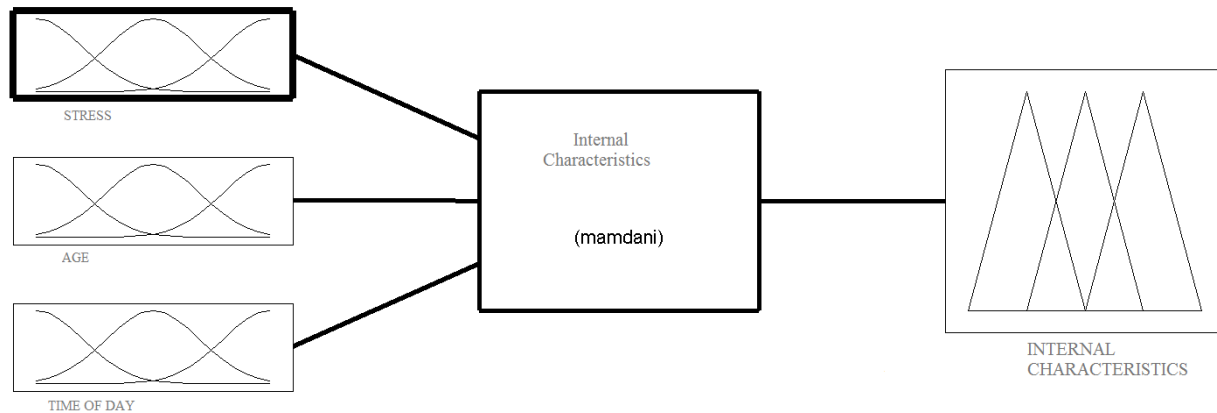 STRESS
AGE
TIME OF DAY
Internal
Characteristics
(mamdani)
INTERNAL
CHARACTERISTICS